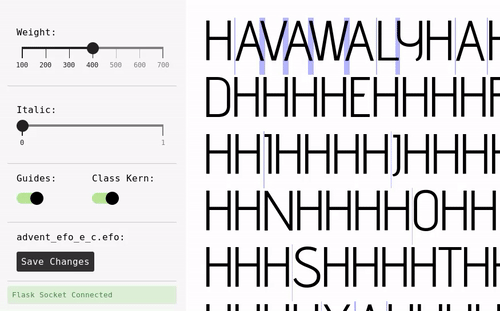 Weight:
100 200 300 400 500 600 700
Italic:
0 1
Guides: Class Kern:
advent_efo_e_c.efo:
Save Changes
Flask Socket Connected
HAVAWALYHAH
DHHHHEHHHHF
HH1HHHHJHHHH
HHNHHHHOHH
HHHSHHHHTHH